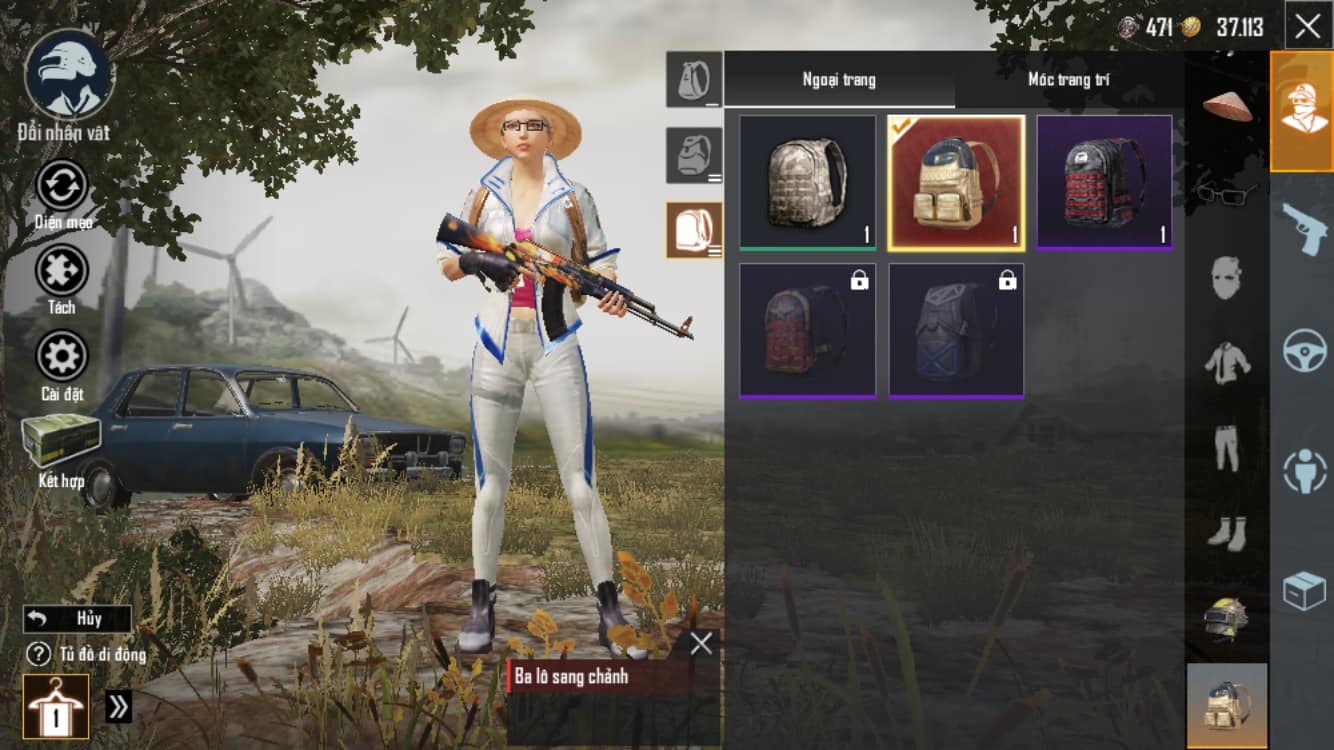 471 37.113
Đổi nhân vật
Ngoại trang
Móc trang trí
1
1
1
Diện mạo
Tách
Cài đặt
Kết hợp
Hủy
? Tủ đồ di động
1
Ba lô sang chảnh